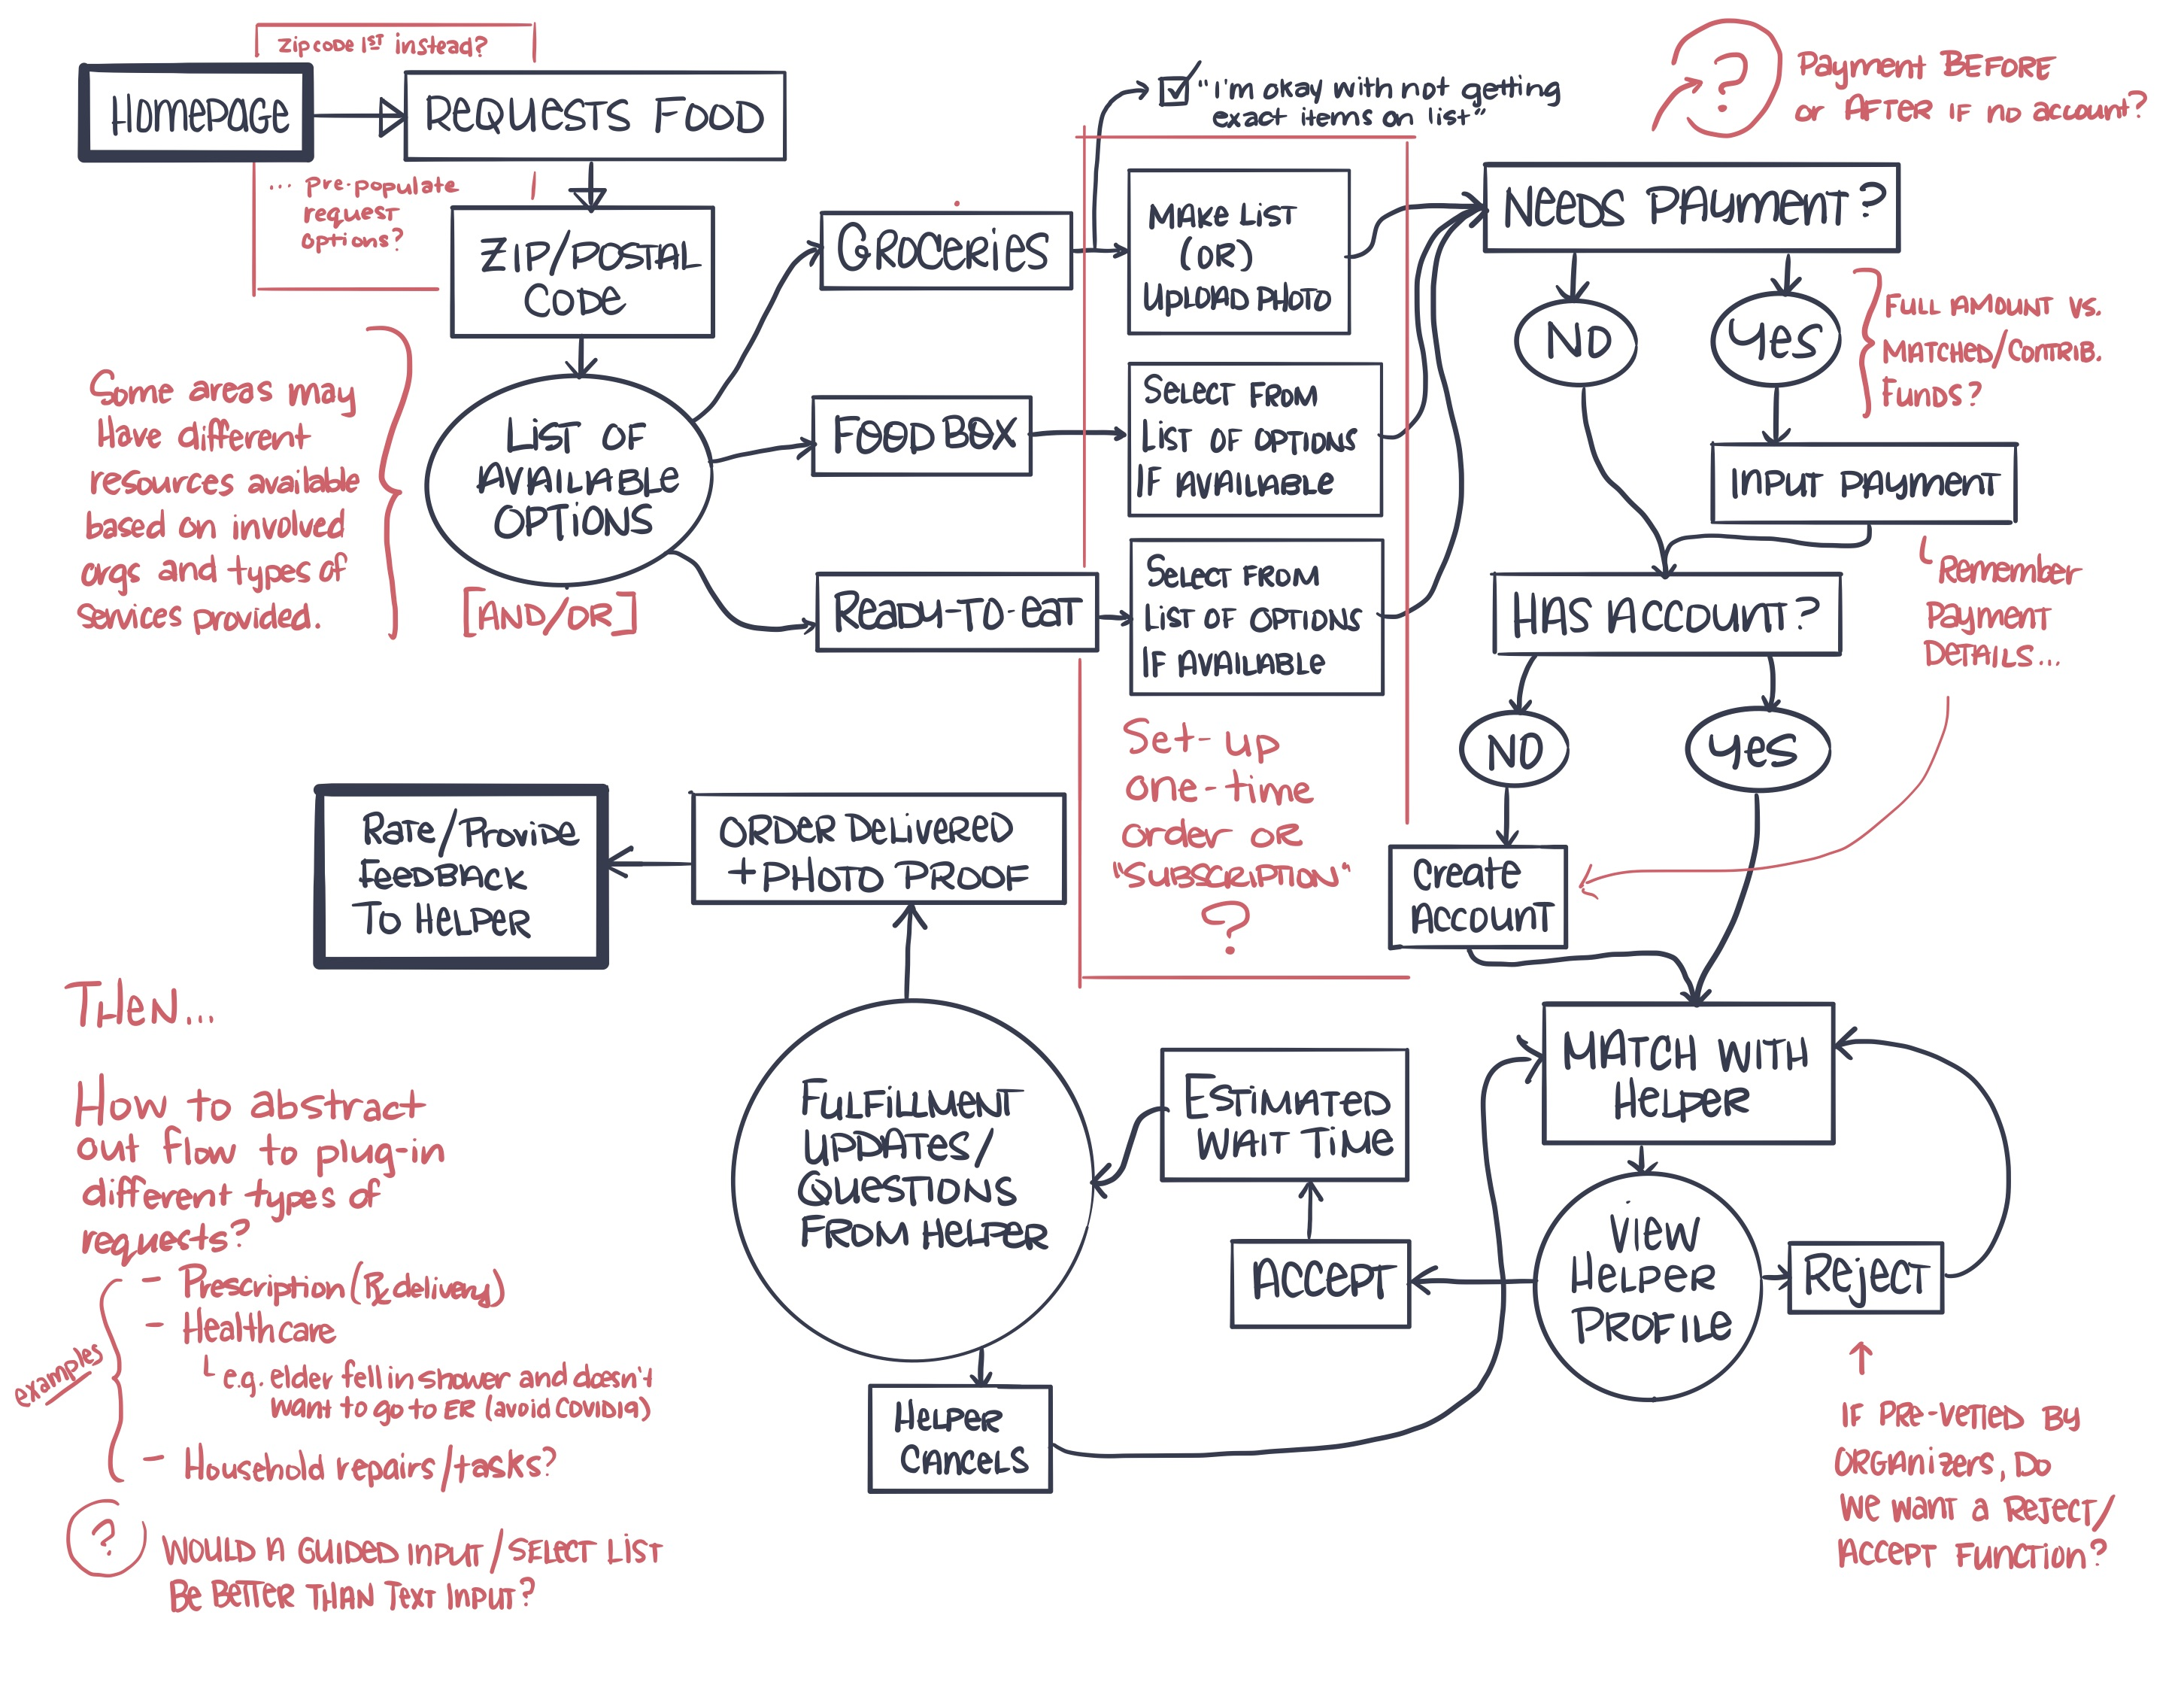 zipcode 1ST instead?
Homepage
Requests Food
... pre-populate
request
options?
Zip/Postal
Code
Some areas may
Have different
resources available
based on involved
orgs and types of
services provided.
List of
Available
Options
[AND/OR]
Groceries
Food Box
Ready-to-eat
"I'm okay with not getting
exact items on list"
Make List
(or)
Upload Photo
Select from
List of options
if available
Select from
List of options
if available
Set-up
one-time
order or
"Subscription"
?
?
Payment BEFORE
or AFTER if no account?
Needs Payment?
No
Yes
Full amount vs.
Matched/Contrib.
Funds?
Input payment
Remember
Payment
Details...
Has Account?
No
Yes
Create
Account
Match with
Helper
View
Helper
Profile
Reject
Accept
If pre-vetted by
organizers, do
we want a Reject/
Accept function?
Estimated
Wait Time
Fulfillment
Updates/
Questions
From Helper
Helper
Cancels
Order Delivered
+ Photo Proof
Rate/Provide
Feedback
To Helper
Then...
How to abstract
out flow to plug-in
different types of
requests?
examples
- Prescription (Rx delivery)
- Healthcare
e.g. elder fell in shower and doesn't
want to go to ER (avoid COVID19)
- Household repairs/tasks?
?
Would a guided input/select list
be better than text input?